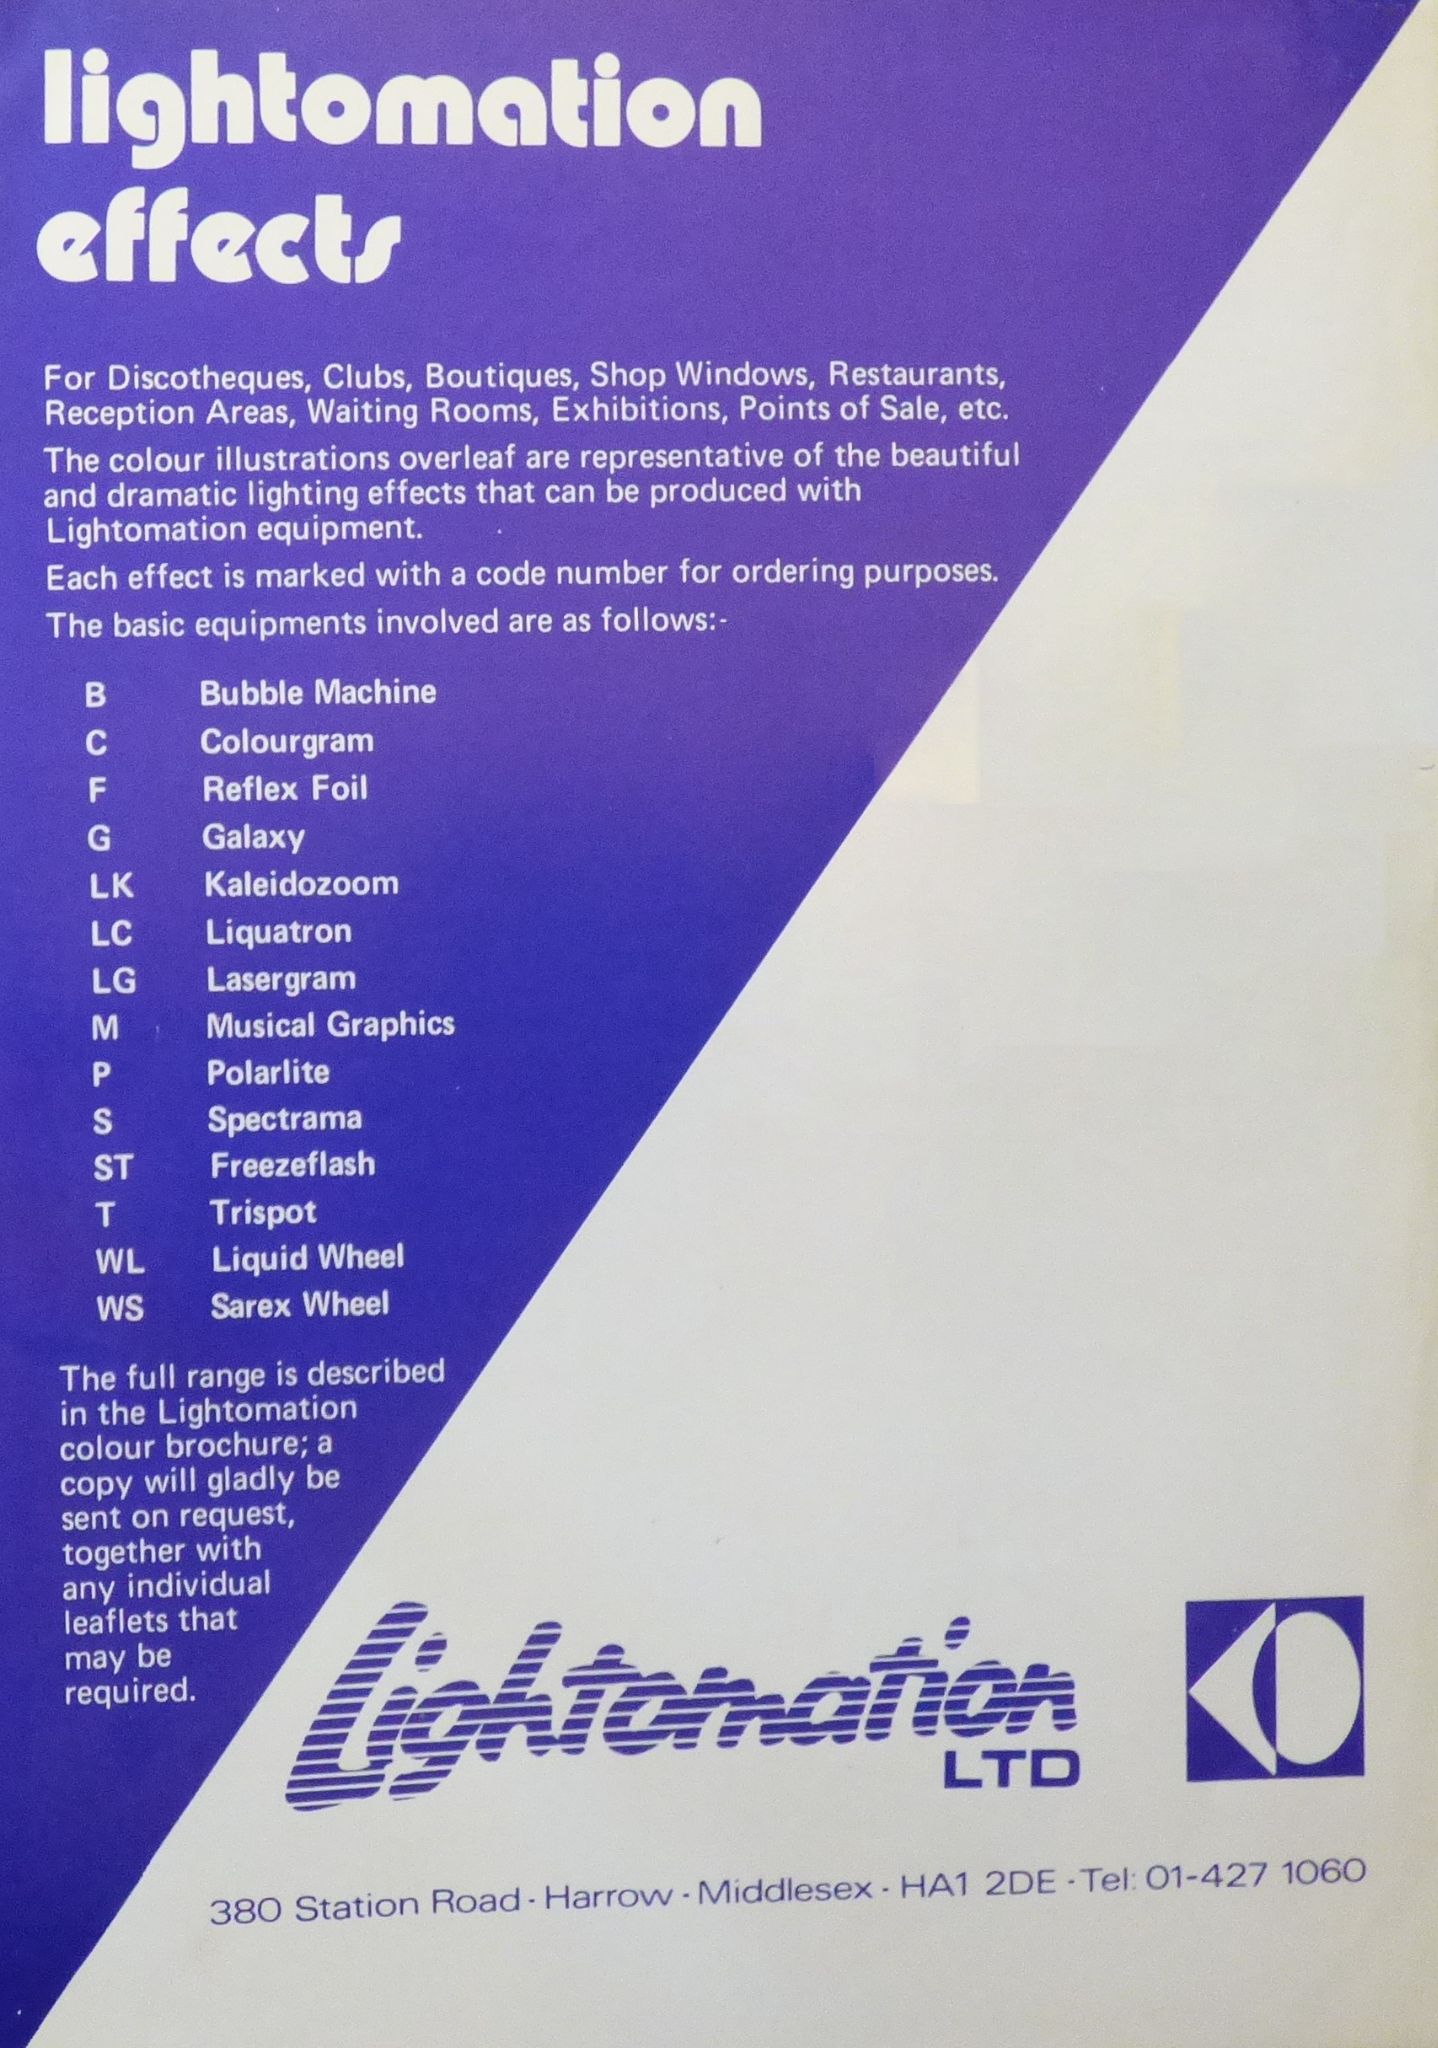 lightomation
effects
For Discotheques, Clubs, Boutiques, Shop Windows, Restaurants,
Reception Areas, Waiting Rooms, Exhibitions, Points of Sale, etc.
The colour illustrations overleaf are representative of the beautiful
and dramatic lighting effects that can be produced with
Lightomation equipment.
Each effect is marked with a code number for ordering purposes.
The basic equipments involved are as follows:-
B Bubble Machine
C Colourgram
F Reflex Foil
G Galaxy
LK Kaleidozoom
LC Liquatron
LG Lasergram
M Musical Graphics
P Polarlite
S Spectrama
ST Freezeflash
T Trispot
WL Liquid Wheel
WS Sarex Wheel
The full range is described
in the Lightomation
colour brochure; a
copy will gladly be
sent on request,
together with
any individual
leaflets that
may be
required.
Lightomation
LTD
380 Station Road · Harrow · Middlesex · HA1 2DE · Tel: 01-427 1060